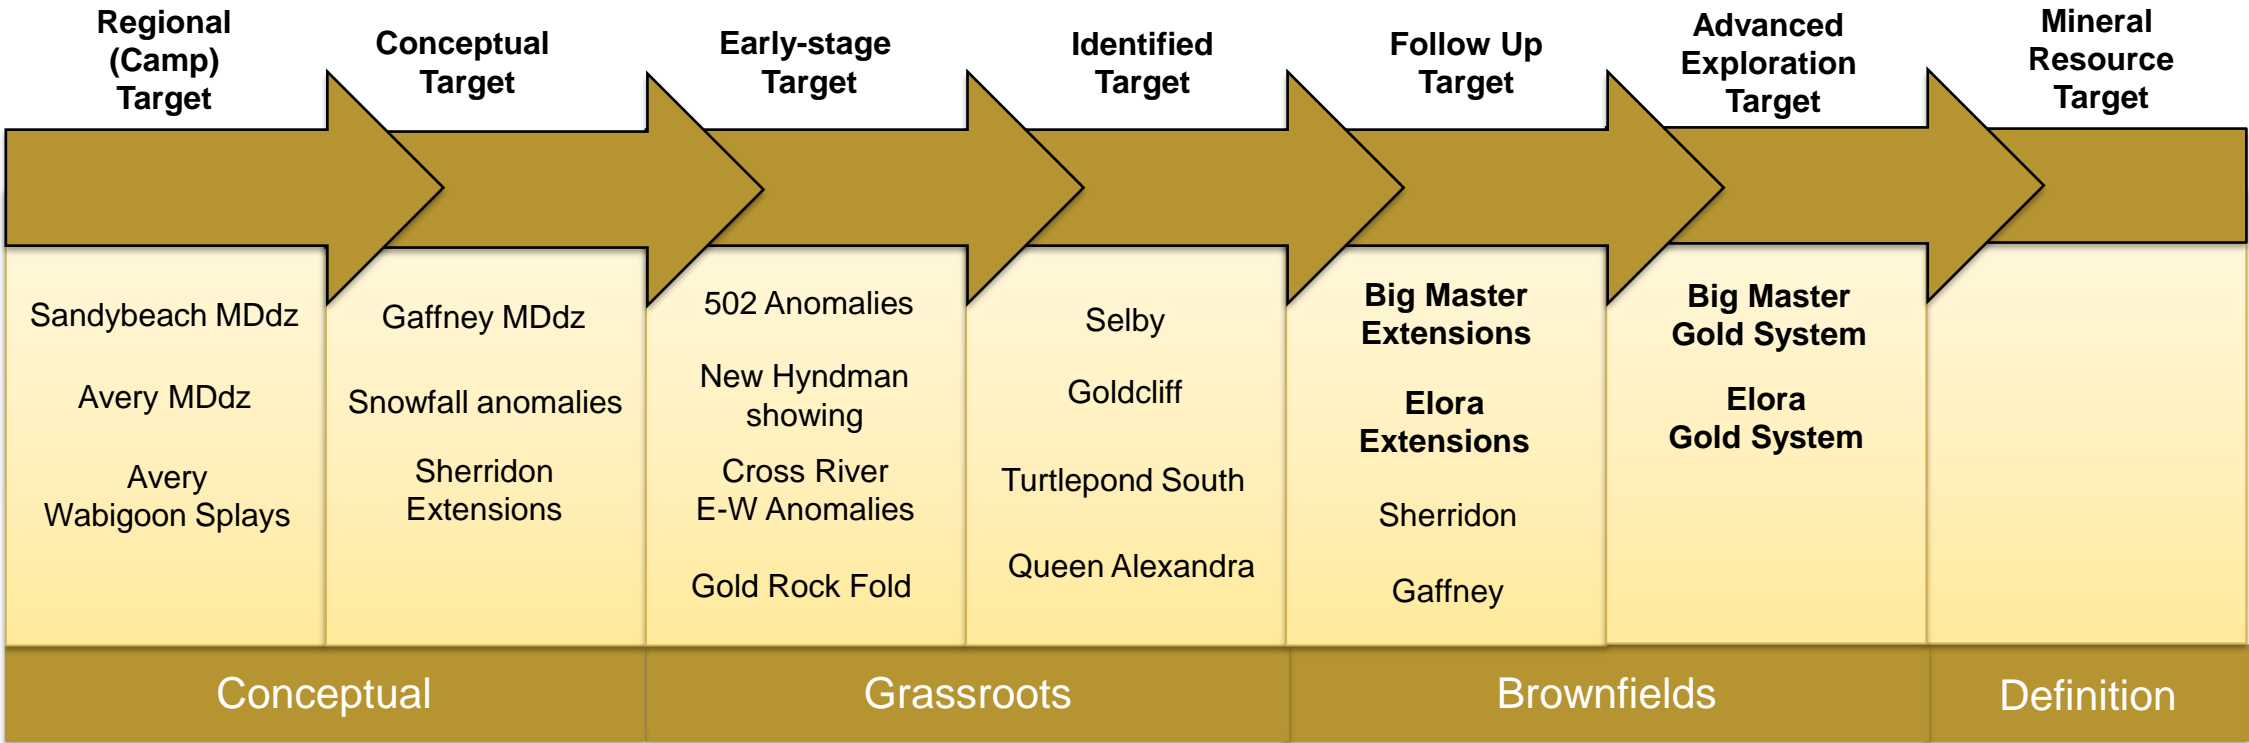 Regional
(Camp)
Target
Conceptual
Target
Early-stage
Target
Identified
Target
Follow Up
Target
Advanced
Exploration
Target
Mineral
Resource
Target
Sandybeach MDdz
Avery MDdz
Avery
Wabigoon Splays
Gaffney MDdz
Snowfall anomalies
Sherridon
Extensions
502 Anomalies
New Hyndman
showing
Cross River
E-W Anomalies
Gold Rock Fold
Selby
Goldcliff
Turtlepond South
Queen Alexandra
Big Master
Extensions
Elora
Extensions
Sherridon
Gaffney
Big Master
Gold System
Elora
Gold System
Conceptual
Grassroots
Brownfields
Definition